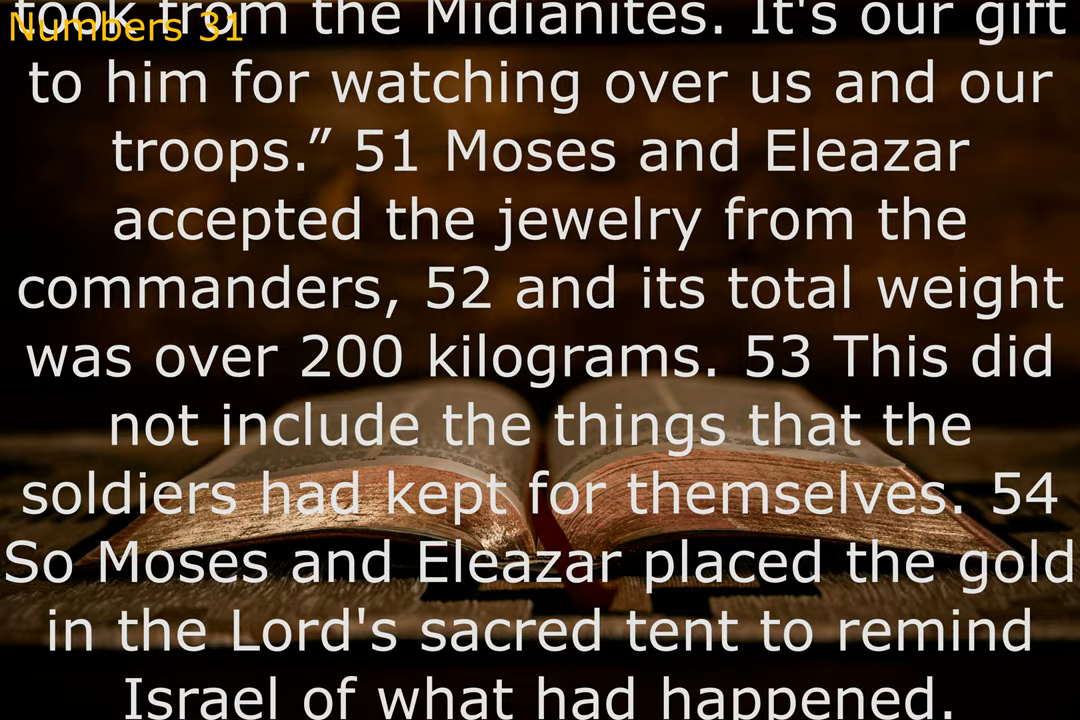 Numbers 31
took from the Midianites. It's our gift
to him for watching over us and our
troops.” 51 Moses and Eleazar
accepted the jewelry from the
commanders, 52 and its total weight
was over 200 kilograms. 53 This did
not include the things that the
soldiers had kept for themselves. 54
So Moses and Eleazar placed the gold
in the Lord's sacred tent to remind
Israel of what had happened.